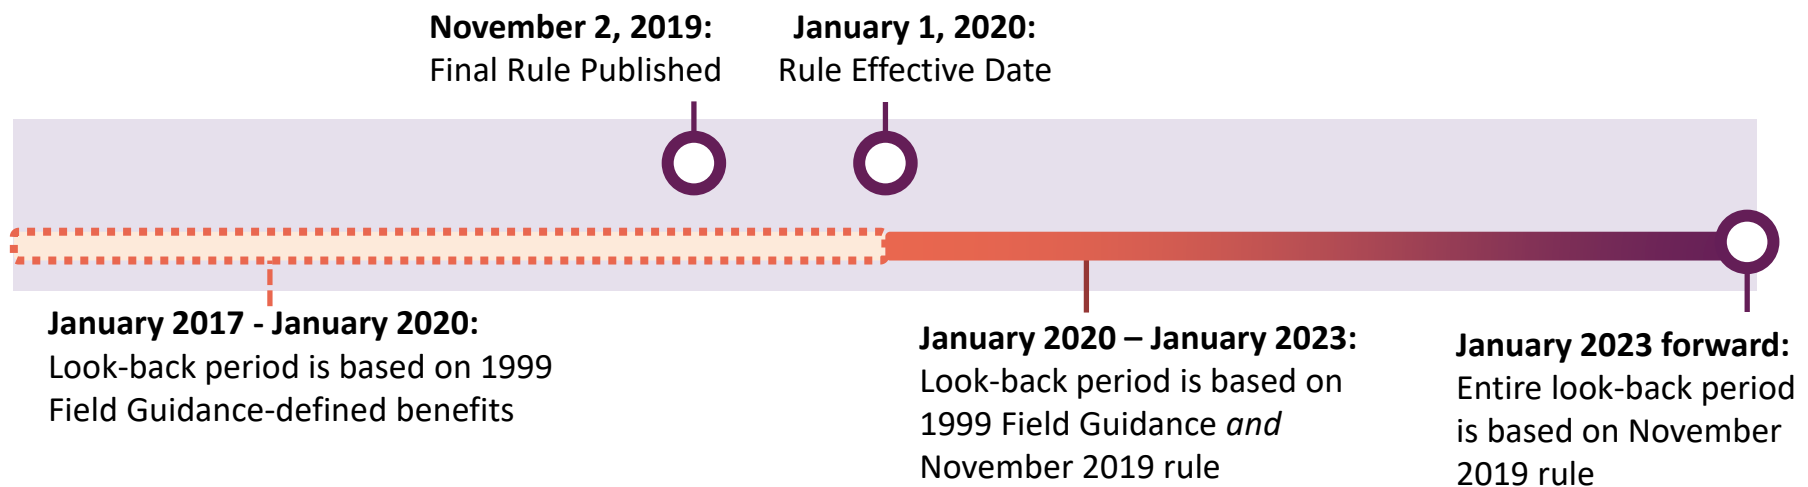 November 2, 2019:
Final Rule Published
January 1, 2020:
Rule Effective Date
January 2017 - January 2020:
Look-back period is based on 1999
Field Guidance-defined benefits
January 2020 – January 2023:
Look-back period is based on
1999 Field Guidance and
November 2019 rule
January 2023 forward:
Entire look-back period
is based on November
2019 rule